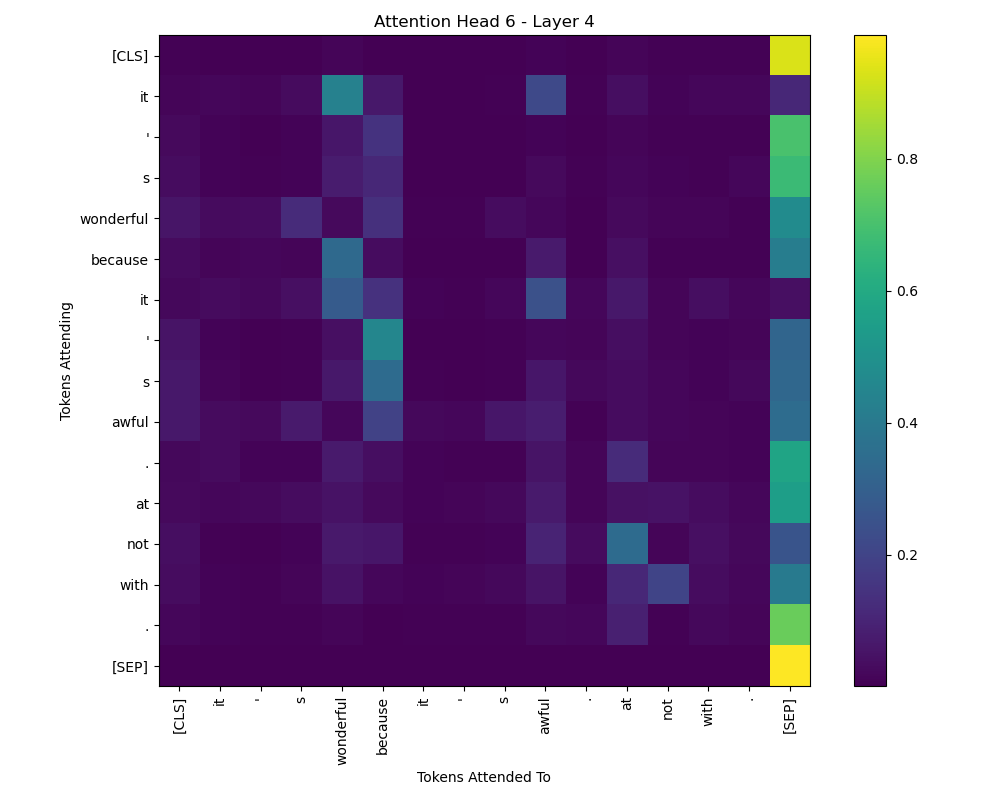 Attention Head 6 - Layer 4
[CLS]
it
'
s
wonderful
because
it
'
s
awful
.
at
not
with
.
[SEP]
Tokens Attending
[CLS]
it
'
s
wonderful
because
it
'
s
awful
.
at
not
with
.
[SEP]
Tokens Attended To
0.8
0.6
0.4
0.2